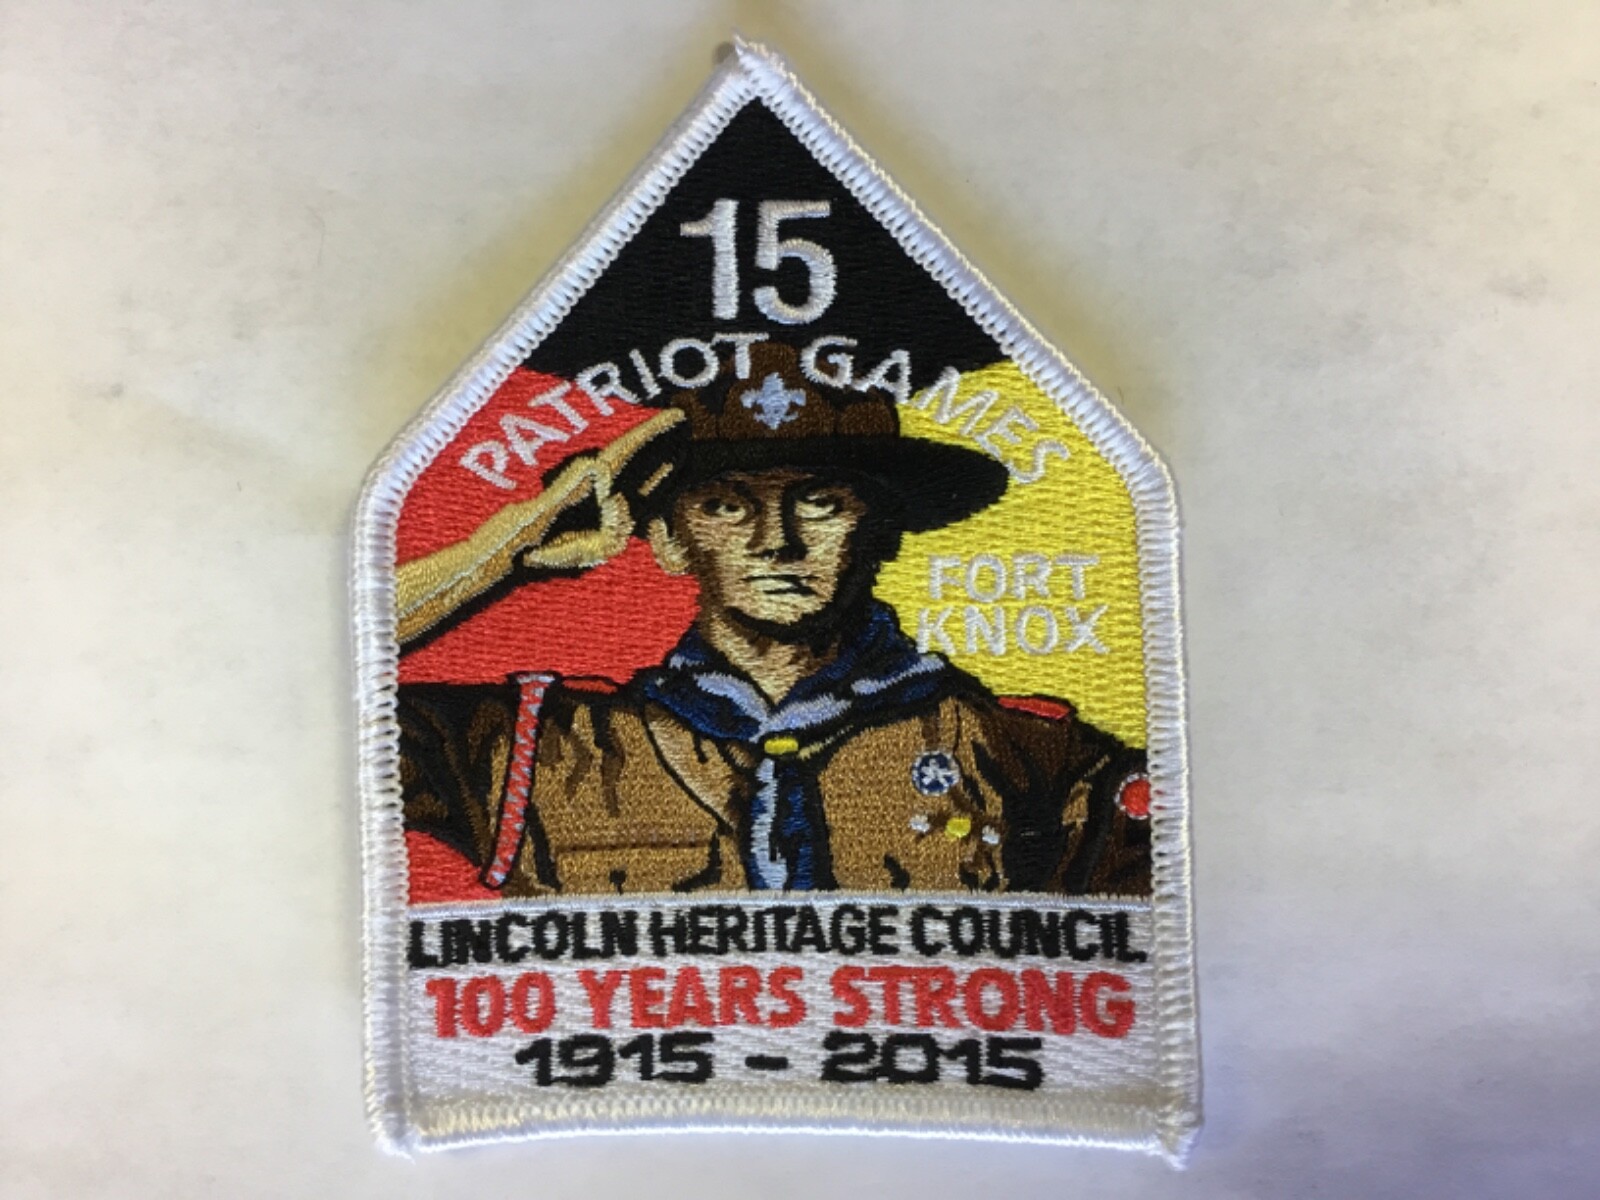 15
PATRIOT GAMES
FORT
KNOX
LINCOLN HERITAGE COUNCIL
100 YEARS STRONG
1915 - 2015